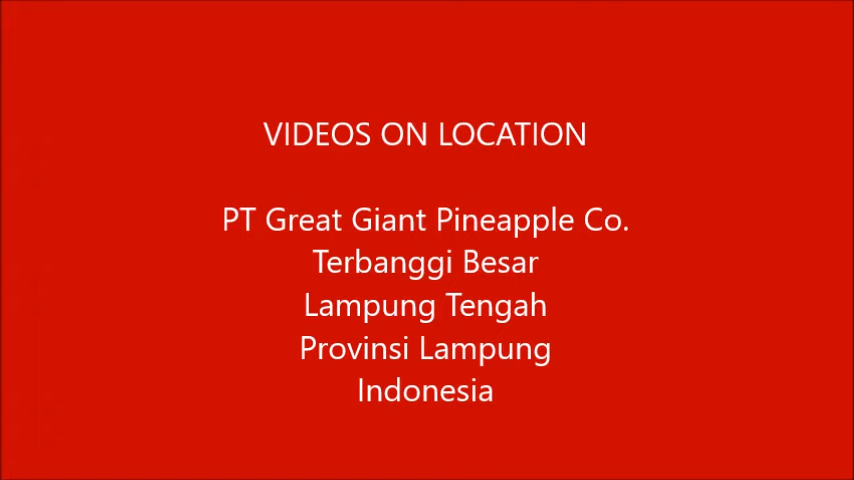 VIDEOS ON LOCATION
PT Great Giant Pineapple Co.
Terbanggi Besar
Lampung Tengah
Provinsi Lampung
Indonesia